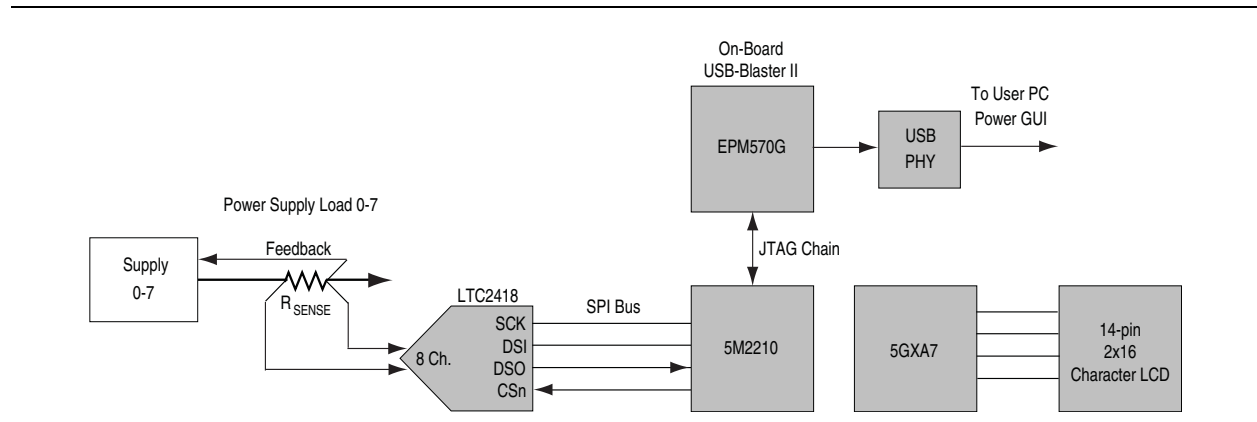 On-Board
USB-Blaster II
EPM570G
USB
PHY
To User PC
Power GUI
JTAG Chain
Power Supply Load 0-7
Feedback
Supply
0-7
RSENSE
LTC2418
8 Ch.
SCK
DSI
DSO
CSn
SPI Bus
5M2210
5GXA7
14-pin
2x16
Character LCD